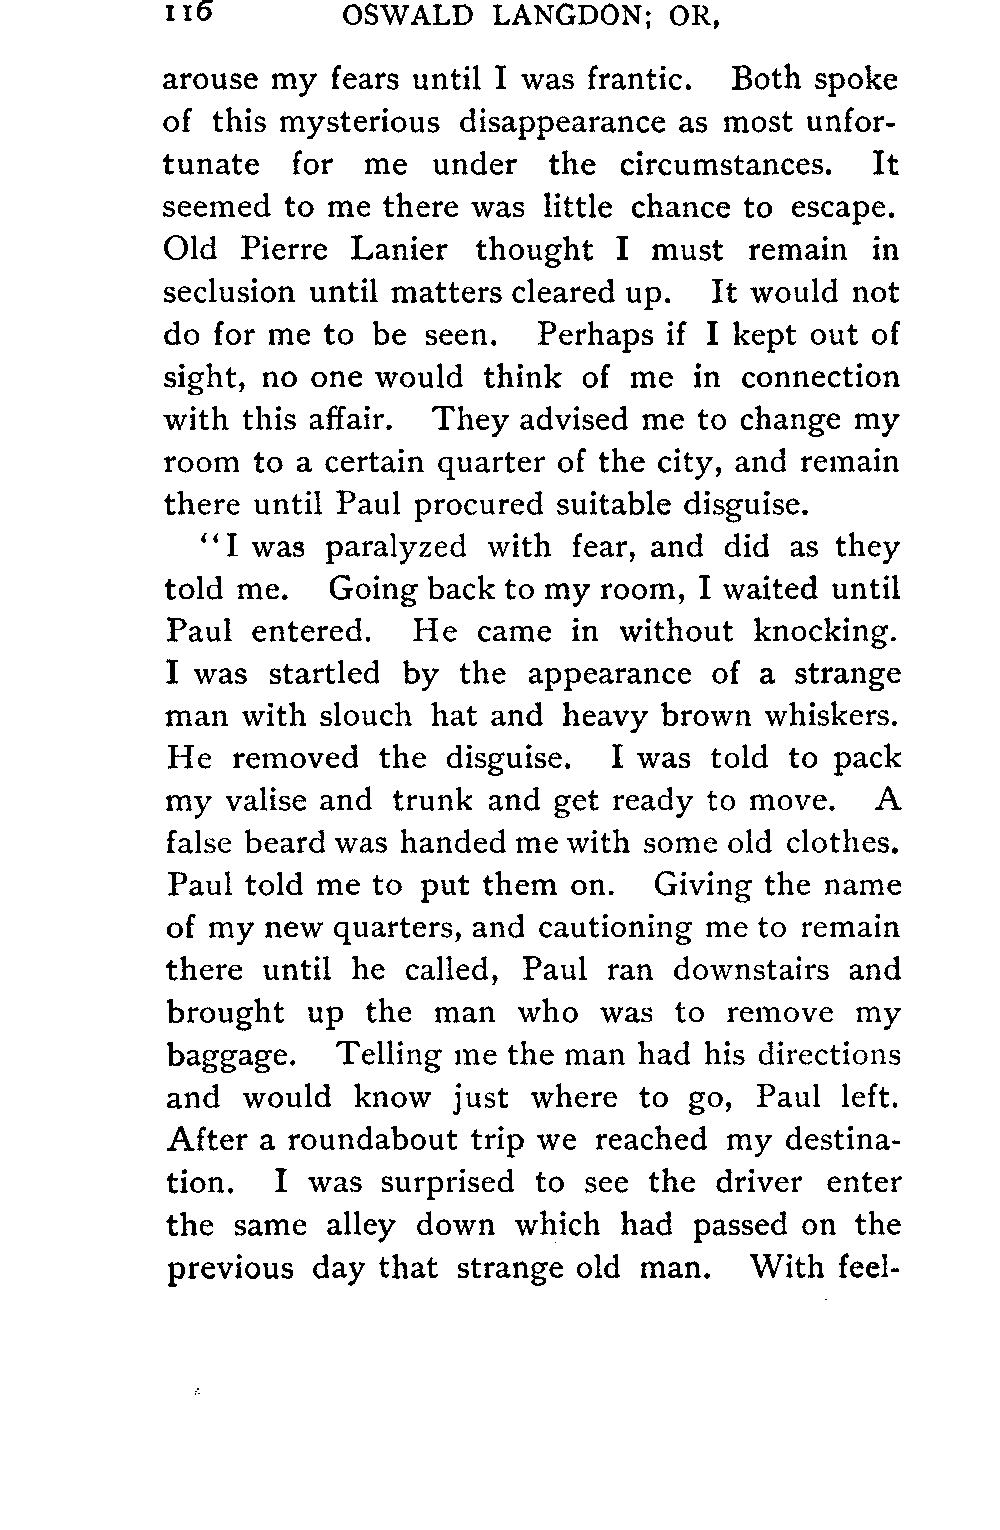 116 OSWALD LANGDON; OR,
arouse my fears until I was frantic. Both spoke
of this mysterious disappearance as most unfor-
tunate for me under the circumstances. It
seemed to me there was little chance to escape.
Old Pierre Lanier thought I must remain in
seclusion until matters cleared up. It would not
do for me to be seen. Perhaps if I kept out of
sight, no one would think of me in connection
with this affair. They advised me to change my
room to a certain quarter of the city, and remain
there until Paul procured suitable disguise.
"I was paralyzed with fear, and did as they
told me. Going back to my room, I waited until
Paul entered. He came in without knocking.
I was startled by the appearance of a strange
man with slouch hat and heavy brown whiskers.
He removed the disguise. I was told to pack
my valise and trunk and get ready to move. A
false beard was handed me with some old clothes.
Paul told me to put them on. Giving the name
of my new quarters, and cautioning me to remain
there until he called, Paul ran downstairs and
brought up the man who was to remove my
baggage. Telling me the man had his directions
and would know just where to go, Paul left.
After a roundabout trip we reached my destina-
tion. I was surprised to see the driver enter
the same alley down which had passed on the
previous day that strange old man. With feel-